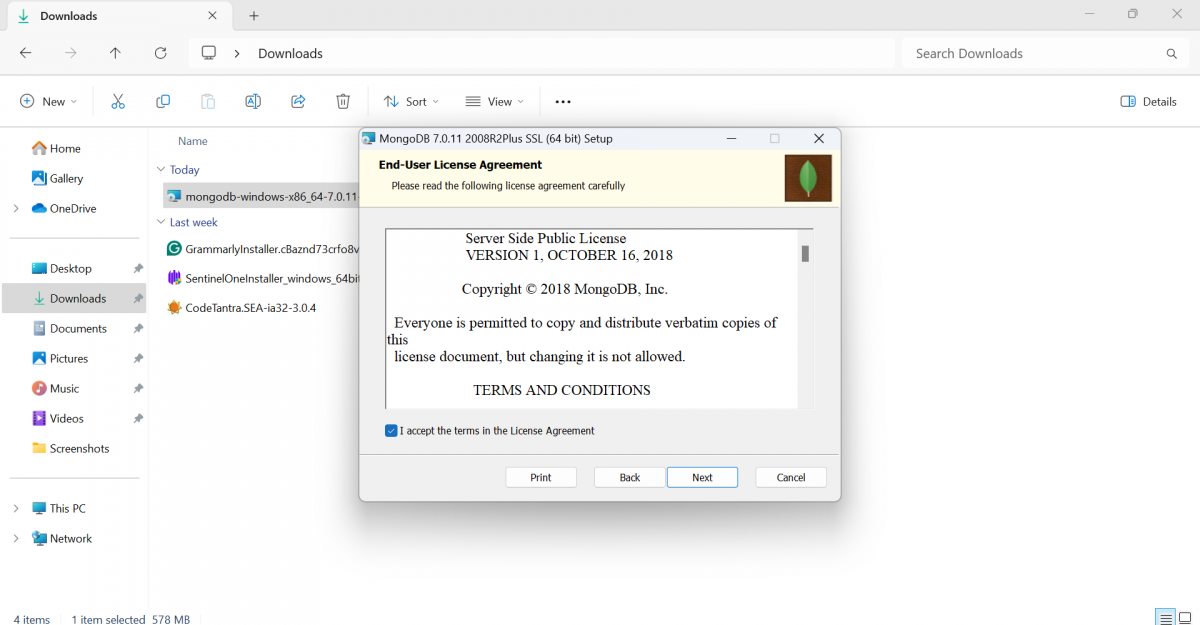 Downloads
Downloads
Search Downloads
New
Sort
View
Details
Home
Gallery
OneDrive
Desktop
Downloads
Documents
Pictures
Music
Videos
Screenshots
This PC
Network
Name
Today
mongodb-windows-x86_64-7.0.11-
Last week
GrammarlyInstaller.cBaznd73crfo8v
SentinelOneInstaller_windows_64bit
CodeTantra.SEA-ia32-3.0.4
MongoDB 7.0.11 2008R2Plus SSL (64 bit) Setup
End-User License Agreement
Please read the following license agreement carefully
Server Side Public License
VERSION 1, OCTOBER 16, 2018
Copyright © 2018 MongoDB, Inc.
Everyone is permitted to copy and distribute verbatim copies of
this
license document, but changing it is not allowed.
TERMS AND CONDITIONS
I accept the terms in the License Agreement
Print
Back
Next
Cancel
4 items
1 item selected 578 MB